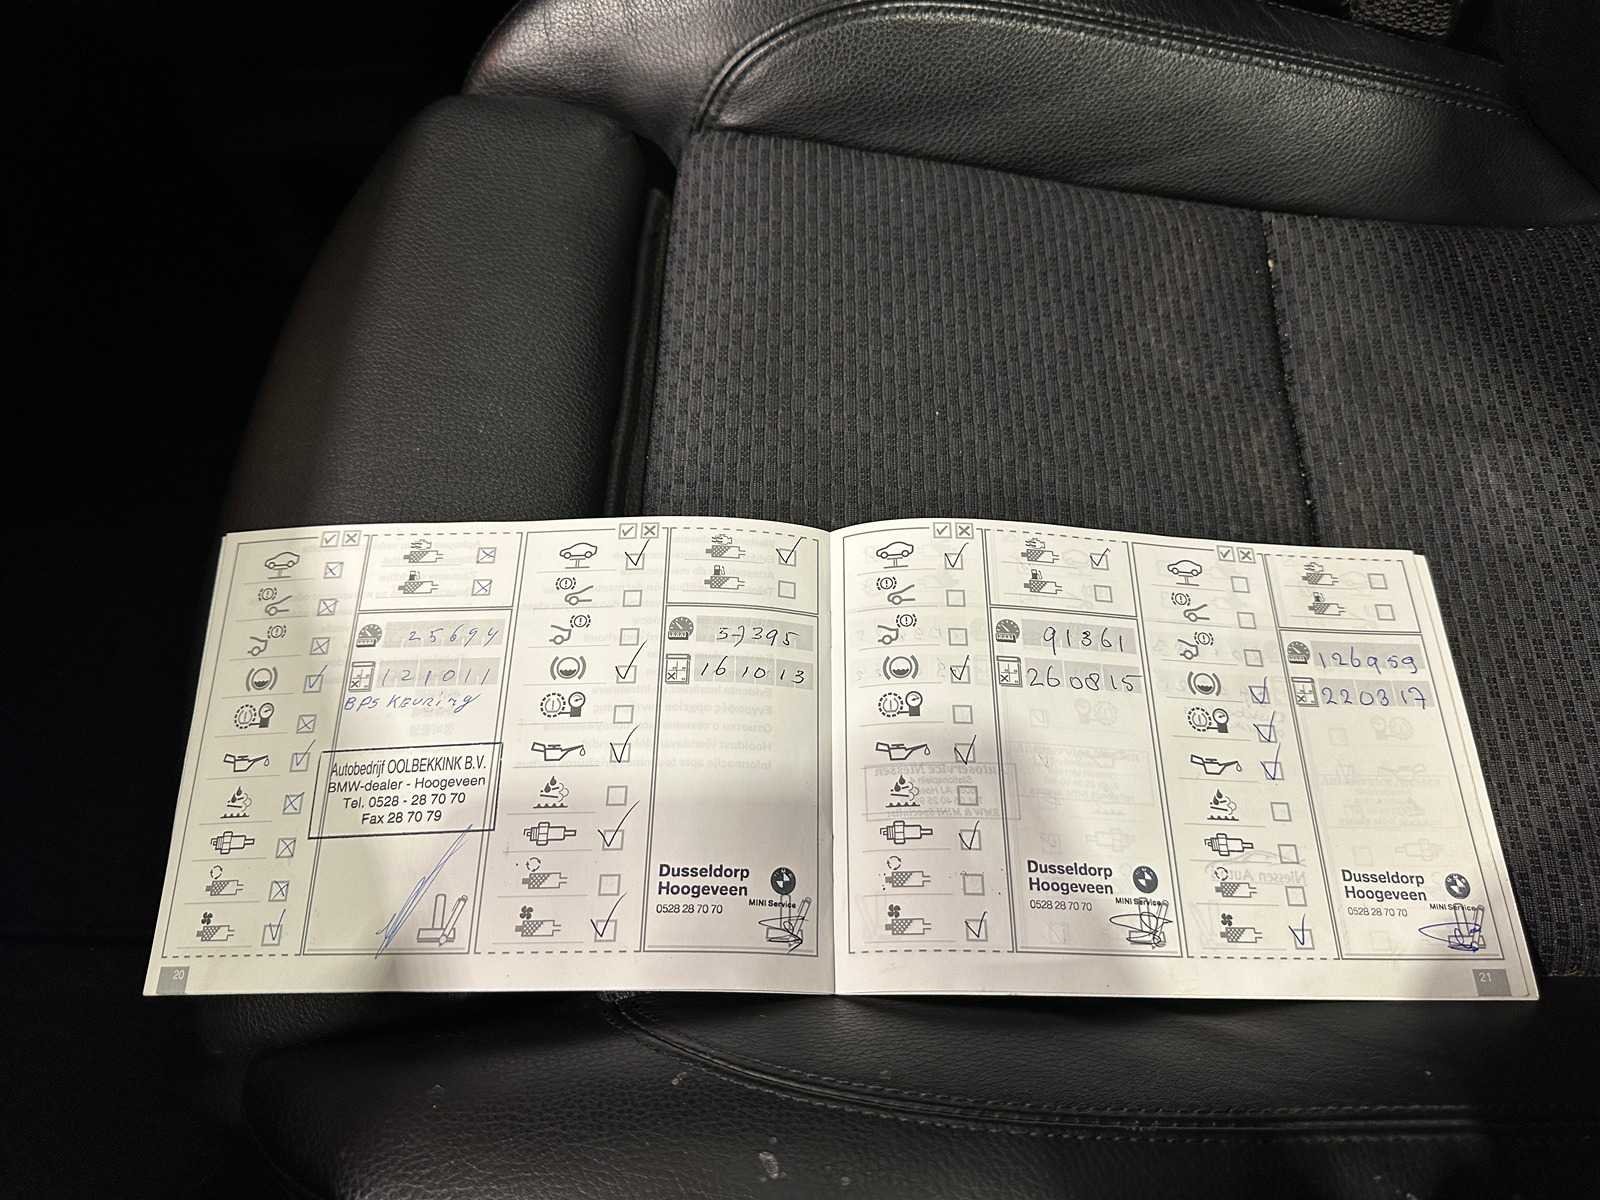 25694
121011
BPS KEURING
Autobedrijf OOLBEKKINK B.V.
BMW-dealer - Hoogeveen
Tel. 0528 - 28 70 70
Fax 28 70 79
20
57395
161013
Dusseldorp
Hoogeveen
0528 28 70 70
MINI Service
91361
260815
Dusseldorp
Hoogeveen
0528 28 70 70
MINI Service
126959
220317
Dusseldorp
Hoogeveen
0528 28 70 70
MINI Service
21